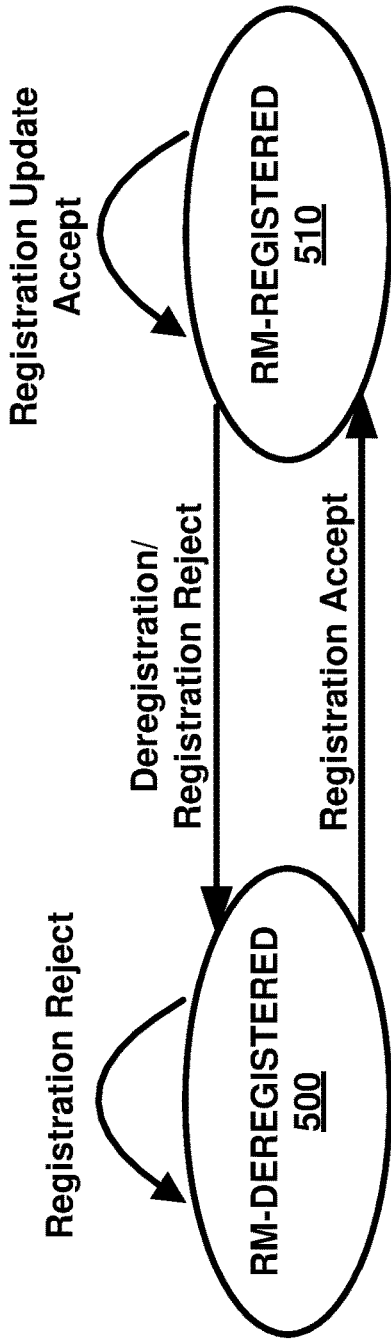 Registration Reject
RM-DEREGISTERED
500
Deregistration/
Registration Reject
Registration Accept
Registration Update
Accept
RM-REGISTERED
510